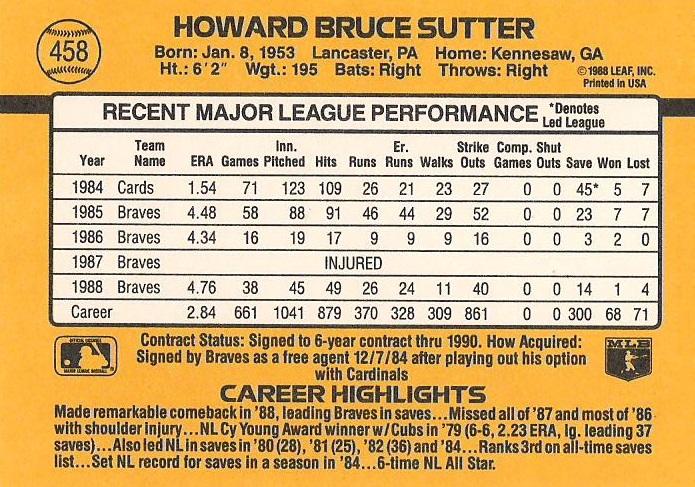 458
HOWARD BRUCE SUTTER
Born: Jan. 8, 1953 Lancaster, PA Home: Kennesaw, GA
Ht.: 6'2" Wgt.: 195 Bats: Right Throws: Right
©1988 LEAF, INC.
Printed in USA
RECENT MAJOR LEAGUE PERFORMANCE *Denotes
Led League
Year Team Name ERA Games Inn. Pitched Hits Runs Er. Runs Walks Strike Outs Comp. Games Shut Outs Save Won Lost
1984 Cards 1.54 71 123 109 26 21 23 27 0 0 45* 5 7
1985 Braves 4.48 58 88 91 46 44 29 52 0 0 23 7 7
1986 Braves 4.34 16 19 17 9 9 9 16 0 0 3 2 0
1987 Braves INJURED
1988 Braves 4.76 38 45 49 26 24 11 40 0 0 14 1 4
Career 2.84 661 1041 879 370 328 309 861 0 0 300 68 71
Contract Status: Signed to 6-year contract thru 1990. How Acquired:
Signed by Braves as a free agent 12/7/84 after playing out his option
with Cardinals
OFFICIAL LICENSEE
MAJOR LEAGUE BASEBALL
MLB
CAREER HIGHLIGHTS
Made remarkable comeback in '88, leading Braves in saves...Missed all of '87 and most of '86
with shoulder injury...NL Cy Young Award winner w/Cubs in '79 (6-6, 2.23 ERA, lg. leading 37
saves)...Also led NL in saves in '80 (28), '81 (25), '82 (36) and '84...Ranks 3rd on all-time saves
list...Set NL record for saves in a season in '84...6-time NL All Star.